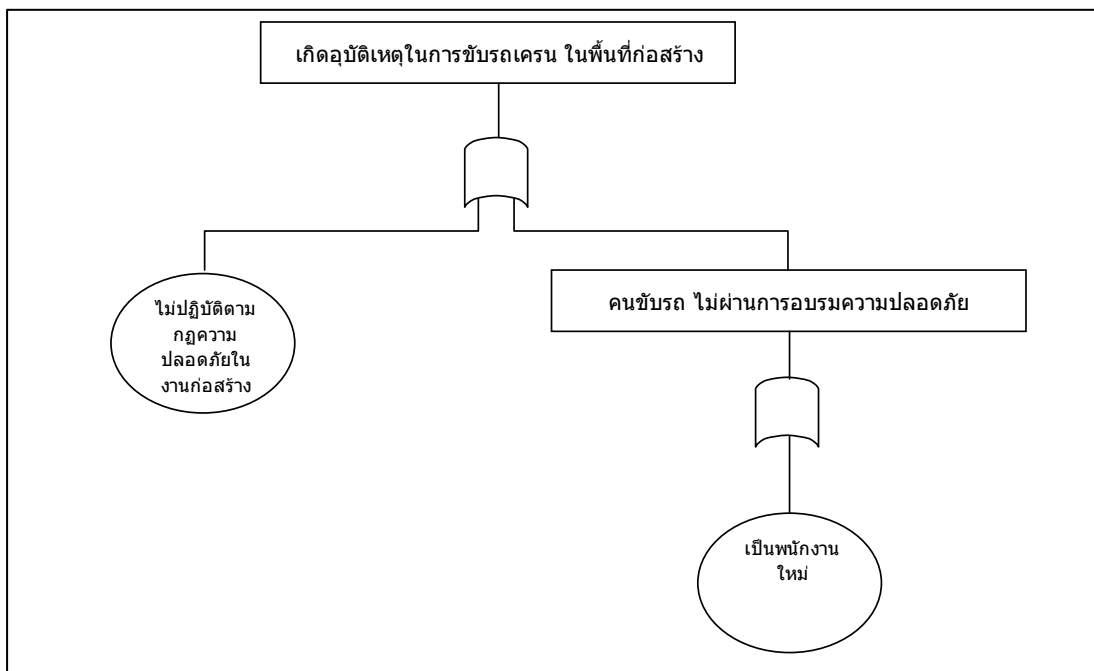 เกิดอุบัติเหตุในการขับรถเครน ในพื้นที่ก่อสร้าง
ไม่ปฏิบัติตาม
กฏความ
ปลอดภัยใน
งานก่อสร้าง
คนขับรถ ไม่ผ่านการอบรมความปลอดภัย
เป็นพนักงาน
ใหม่